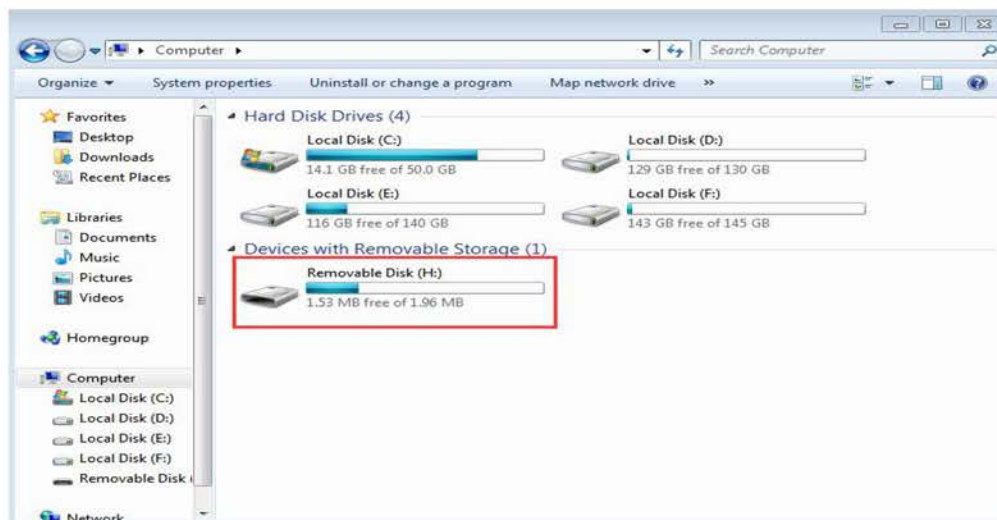 Computer
Search Computer
Organize
System properties
Uninstall or change a program
Map network drive
»
Favorites
Desktop
Downloads
Recent Places
Libraries
Documents
Music
Pictures
Videos
Homegroup
Computer
Local Disk (C:)
Local Disk (D:)
Local Disk (E:)
Local Disk (F:)
Removable Disk (
Network
Hard Disk Drives (4)
Local Disk (C:)
14.1 GB free of 50.0 GB
Local Disk (D:)
129 GB free of 130 GB
Local Disk (E:)
116 GB free of 140 GB
Local Disk (F:)
143 GB free of 145 GB
Devices with Removable Storage (1)
Removable Disk (H:)
1.53 MB free of 1.96 MB